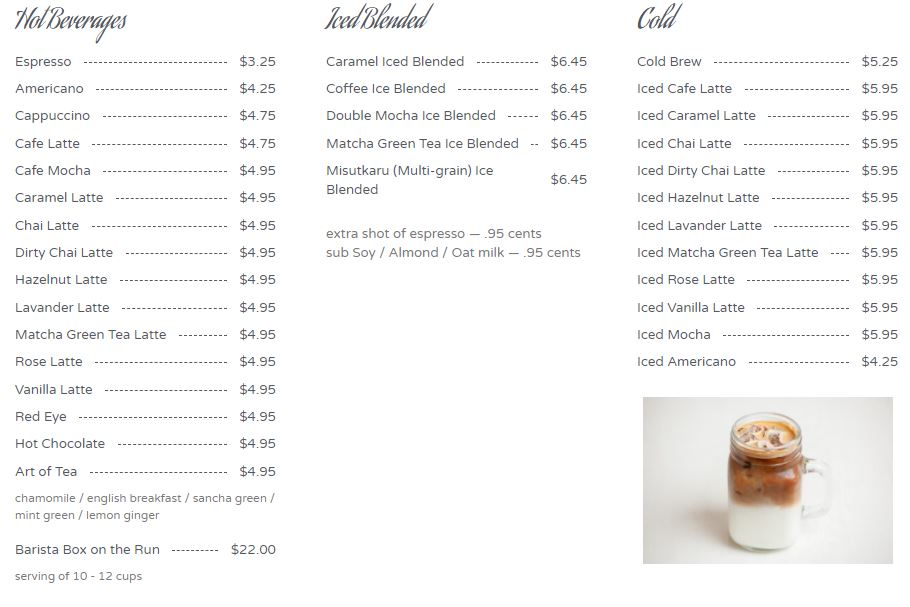 Hot Beverages
Espresso $3.25
Americano $4.25
Cappuccino $4.75
Cafe Latte $4.75
Cafe Mocha $4.95
Caramel Latte $4.95
Chai Latte $4.95
Dirty Chai Latte $4.95
Hazelnut Latte $4.95
Lavander Latte $4.95
Matcha Green Tea Latte $4.95
Rose Latte $4.95
Vanilla Latte $4.95
Red Eye $4.95
Hot Chocolate $4.95
Art of Tea $4.95
chamomile / english breakfast / sancha green /
mint green / lemon ginger
Barista Box on the Run $22.00
serving of 10 - 12 cups
Iced Blended
Caramel Iced Blended $6.45
Coffee Ice Blended $6.45
Double Mocha Ice Blended $6.45
Matcha Green Tea Ice Blended $6.45
Misutkaru (Multi-grain) Ice
Blended $6.45
extra shot of espresso — .95 cents
sub Soy / Almond / Oat milk — .95 cents
Cold
Cold Brew $5.25
Iced Cafe Latte $5.95
Iced Caramel Latte $5.95
Iced Chai Latte $5.95
Iced Dirty Chai Latte $5.95
Iced Hazelnut Latte $5.95
Iced Lavander Latte $5.95
Iced Matcha Green Tea Latte $5.95
Iced Rose Latte $5.95
Iced Vanilla Latte $5.95
Iced Mocha $5.95
Iced Americano $4.25